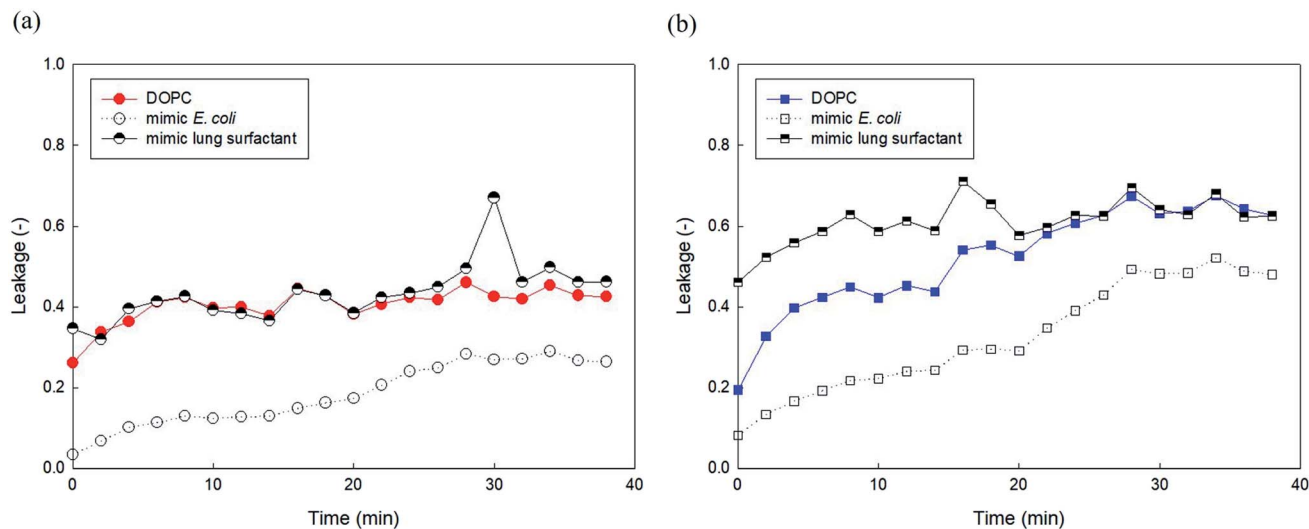 (a)
1.0
0.8
0.6
0.4
0.2
0.0
Leakage (-)
DOPC
mimic E. coli
mimic lung surfactant
0 10 20 30 40
Time (min)
(b)
1.0
0.8
0.6
0.4
0.2
0.0
Leakage (-)
DOPC
mimic E. coli
mimic lung surfactant
0 10 20 30 40
Time (min)